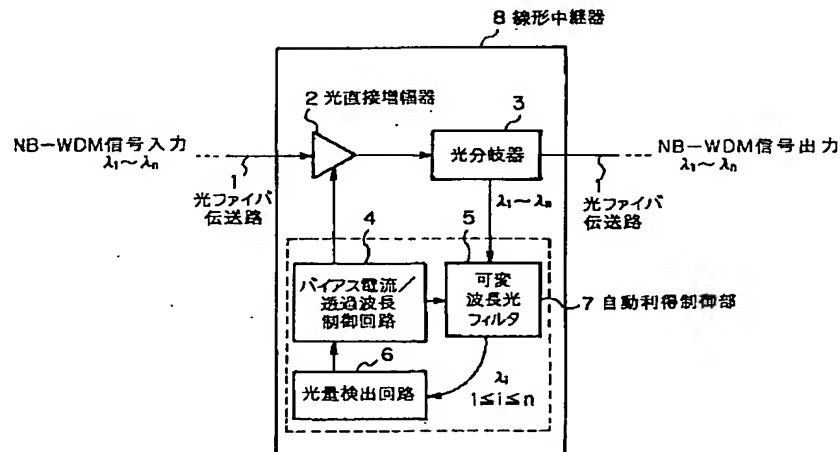 8 線形中継器
2 光直接増幅器
3
光分岐器
NB-WDM信号入力
λ₁~λₙ
1
光ファイバ
伝送路
NB-WDM信号出力
λ₁~λₙ
1
光ファイバ
伝送路
λ₁~λₙ
4
バイアス電流/
透過波長
制御回路
5
可変
波長光
フィルタ
7 自動利得制御部
6
光量検出回路
λᵢ
1≤i≤n